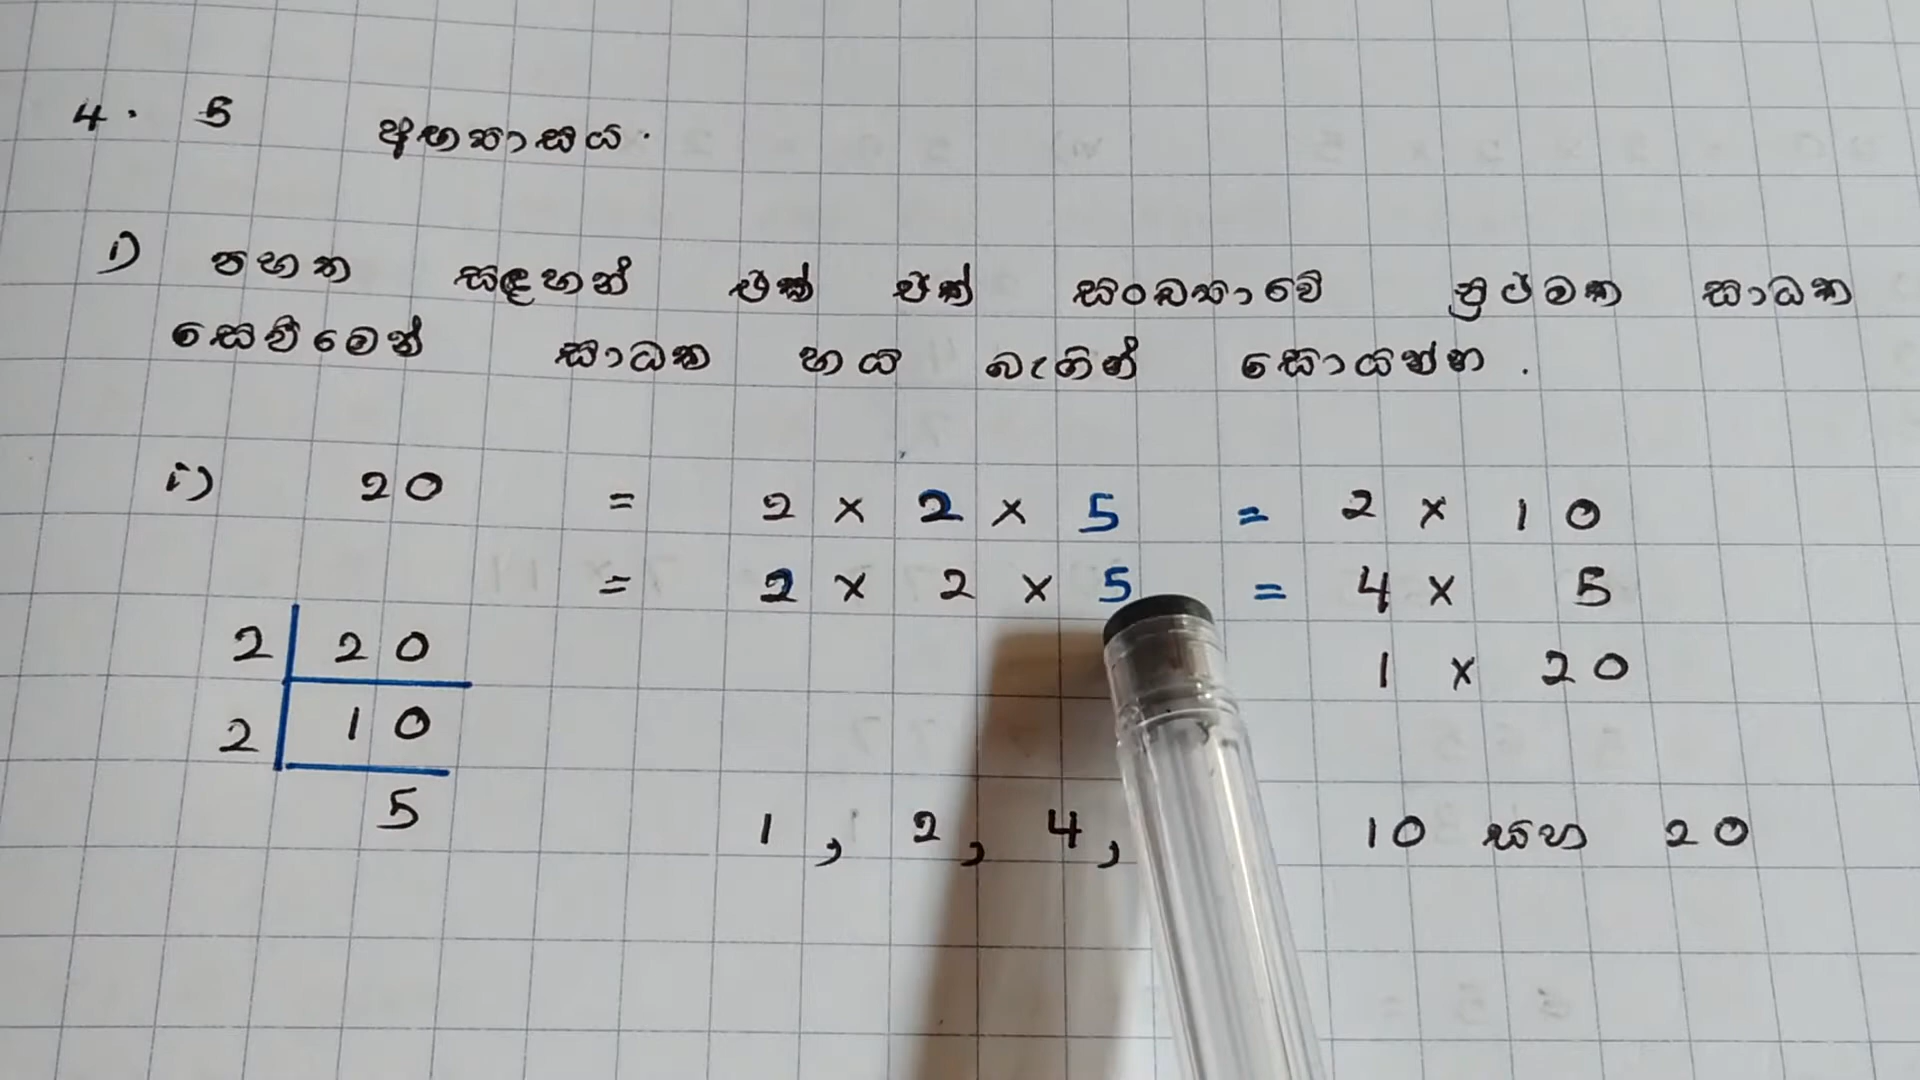 4. 5 අභ්‍යාසය.
i) පහත සඳහන් එක් එක් සංඛ්‍යාවේ ප්‍රථමක සාධක
සෙවීමෙන් සාධක හය බැගින් සොයන්න.
i) 20 = 2 × 2 × 5 = 2 × 10
= 2 × 2 × 5 = 4 × 5
2 20 1 × 20
2 10
5
1, 2, 4, 10 සහ 20